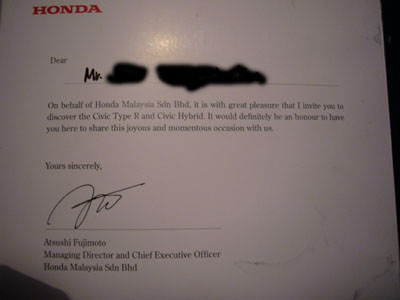 HONDA
Dear
Mr.
On behalf of Honda Malaysia Sdn Bhd, it is with great pleasure that I invite you to
discover the Civic Type R and Civic Hybrid. It would definitely be an honour to have
you here to share this joyous and momentous occasion with us.
Yours sincerely,
Atsushi Fujimoto
Managing Director and Chief Executive Officer
Honda Malaysia Sdn Bhd